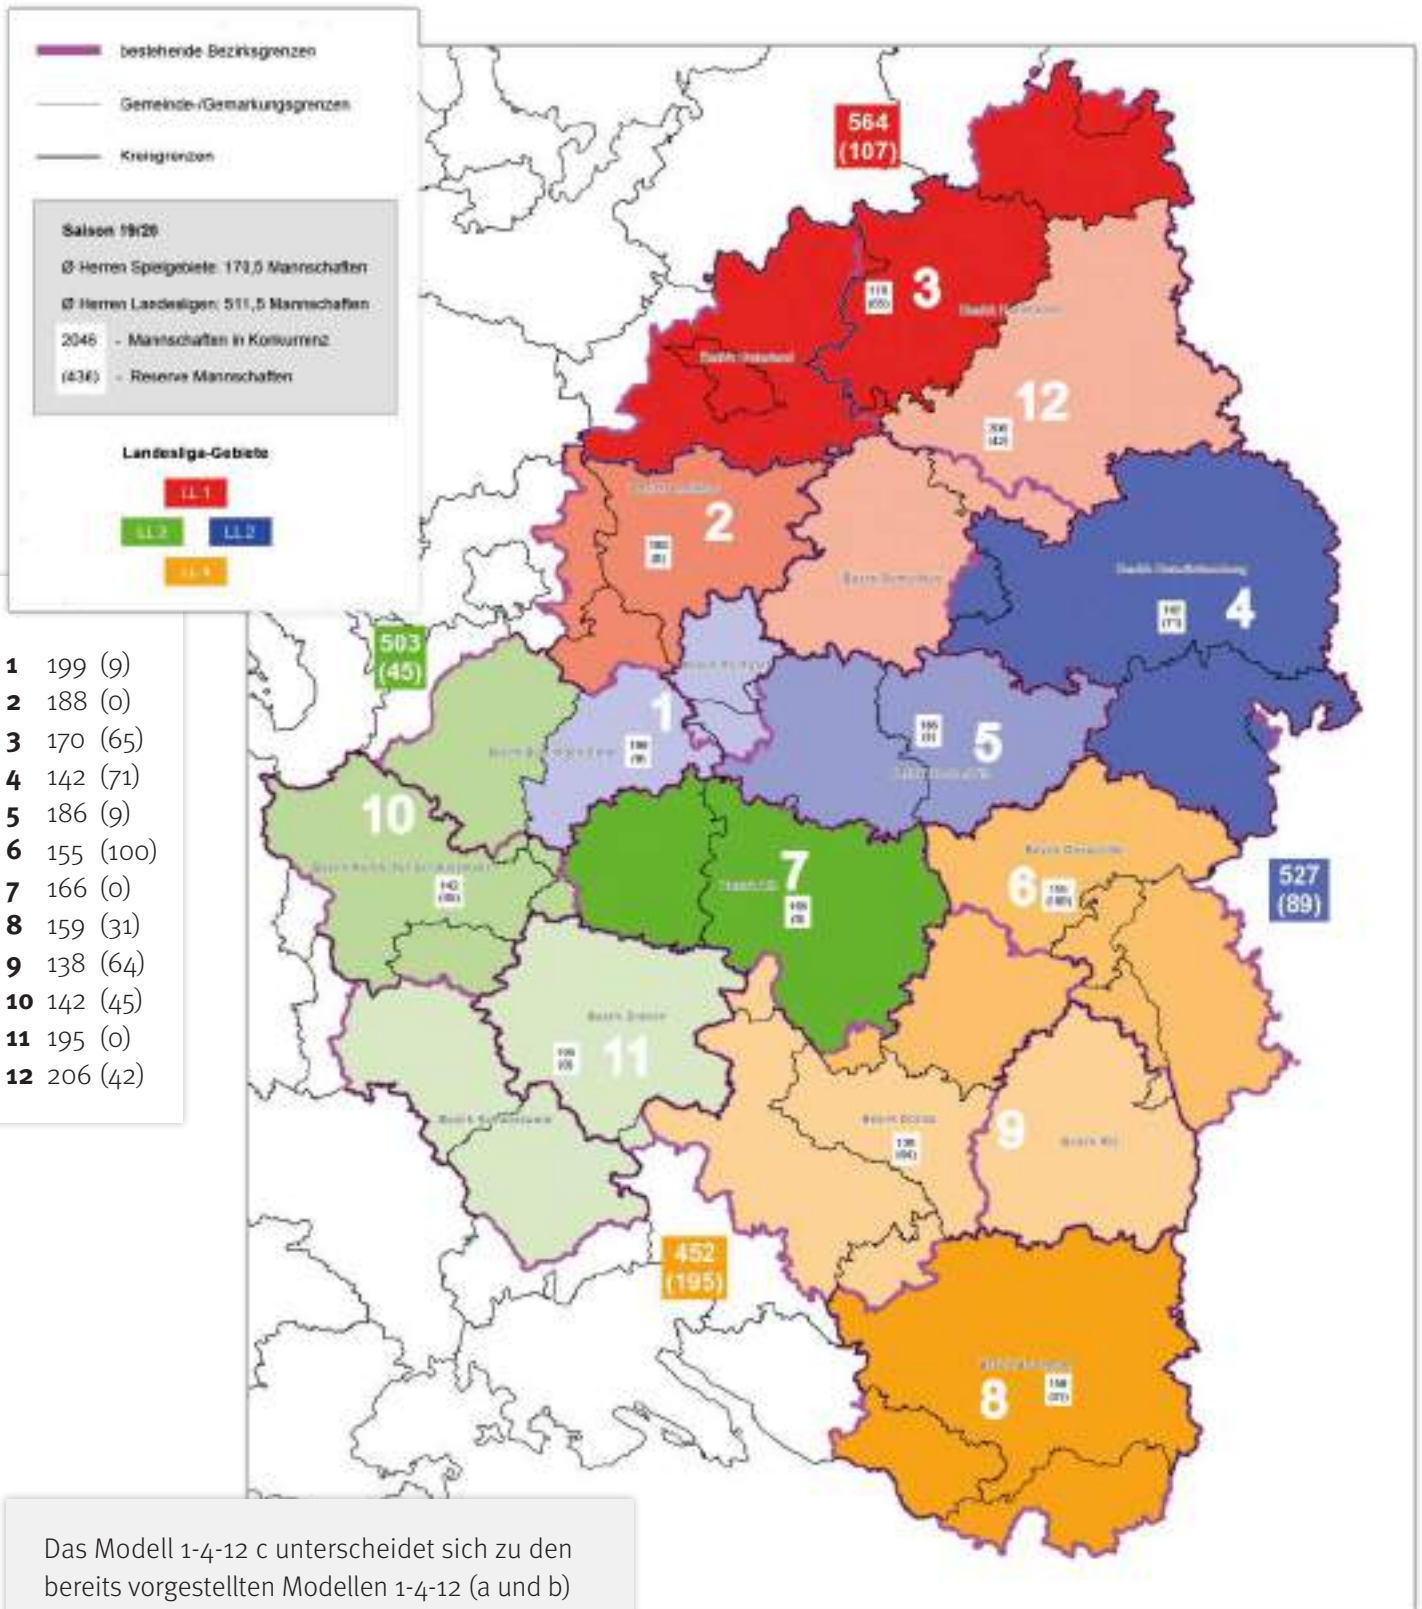 bestehende Bezirksgrenzen
Gemeinde-/Gemarkungsgrenzen
Kreisgrenzen
Saison 19/20
Ø Herren Spielgebiete: 170,5 Mannschaften
Ø Herren Landesligen: 511,5 Mannschaften
2046 - Mannschaften in Konkurrenz
(436) - Reserve Mannschaften
Landesliga-Gebiete
LL 1
LL 3 LL 2
LL 4
1 199 (9)
2 188 (0)
3 170 (65)
4 142 (71)
5 186 (9)
6 155 (100)
7 166 (0)
8 159 (31)
9 138 (64)
10 142 (45)
11 195 (0)
12 206 (42)
564
(107)
3
12
2
4
503
(45)
1
5
10
7
6
527
(89)
11
9
452
(195)
8
Das Modell 1-4-12 c unterscheidet sich zu den
bereits vorgestellten Modellen 1-4-12 (a und b)